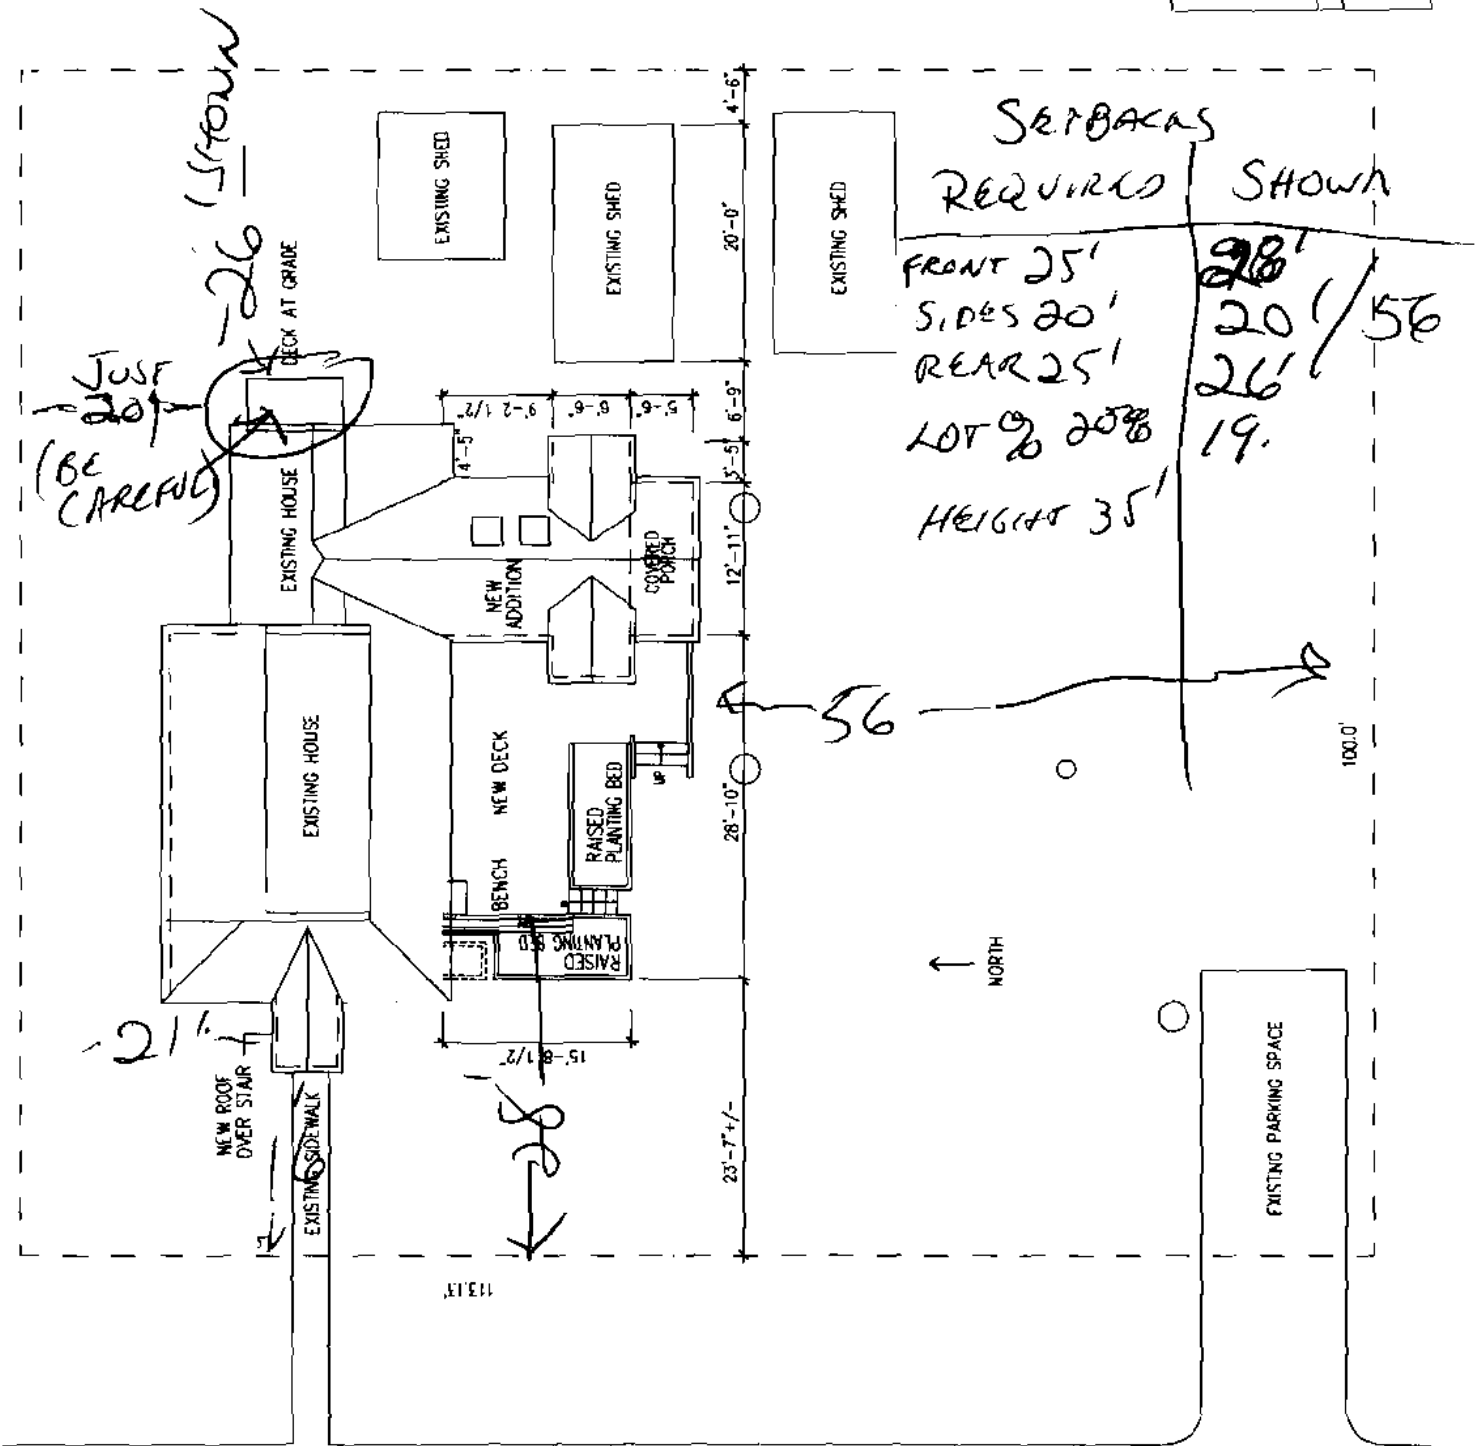 (SHOWN
-26
DECK AT GRADE
JUST
20'
(BE
CAREFUL)
EXISTING SHED
EXISTING SHED
EXISTING SHED
4'-6"
20'-0"
6'-9"
3'-5"
12'-11"
28'-10"
23'-7"+/-
SETBACKS
REQUIRED SHOWN
FRONT 25' 28'
SIDES 20' 20'/56
REAR 25' 26'
LOT % 20% 19.
HEIGHT 35'
9'-2 1/2"
6'-6"
5'-6"
4'-5"
EXISTING HOUSE
NEW
ADDITION
COVERED
PORCH
EXISTING HOUSE
BENCH NEW DECK
RAISED
PLANTING BED
UP
RAISED
PLANTING BED
56
100.0'
NORTH
21'
NEW ROOF
OVER STAIR
EXISTING SIDEWALK
15'-8 1/2"
28'
EXISTING PARKING SPACE
113.13'